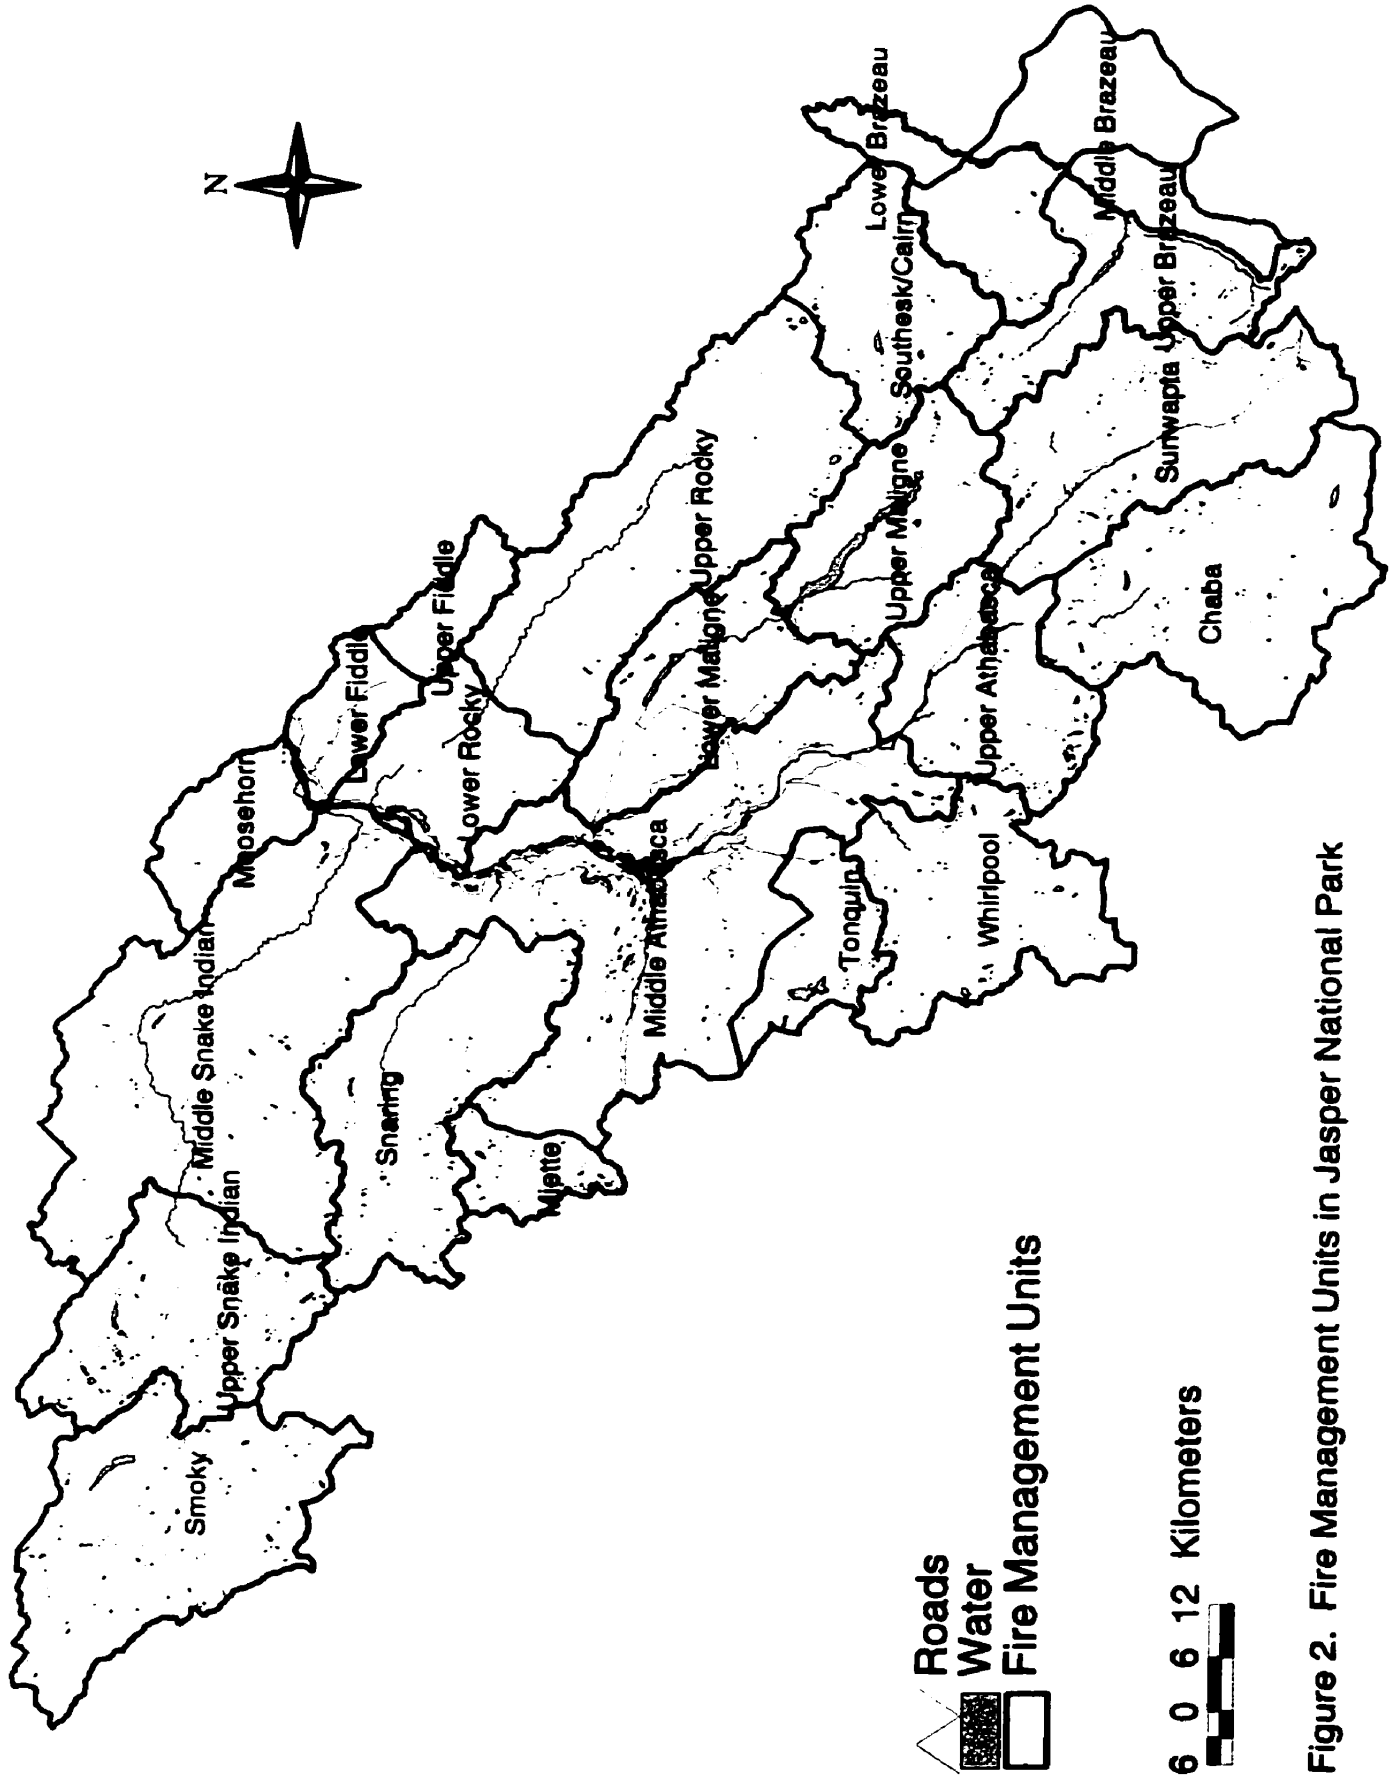 N
Smoky
Upper Snake Indian
Middle Snake Indian
Moosehorn
Lower Fiddle
Upper Fiddle
Snaring
Lower Rocky
Miette
Middle Athabasca
Lower Maligne
Upper Rocky
Tonquin
Upper Maligne
Southesk/Cairn
Lower Brazeau
Whirlpool
Upper Athabasca
Middle Brazeau
Sunwapta
Upper Brazeau
Chaba
Roads
Water
Fire Management Units
6 0 6 12 Kilometers
Figure 2. Fire Management Units in Jasper National Park